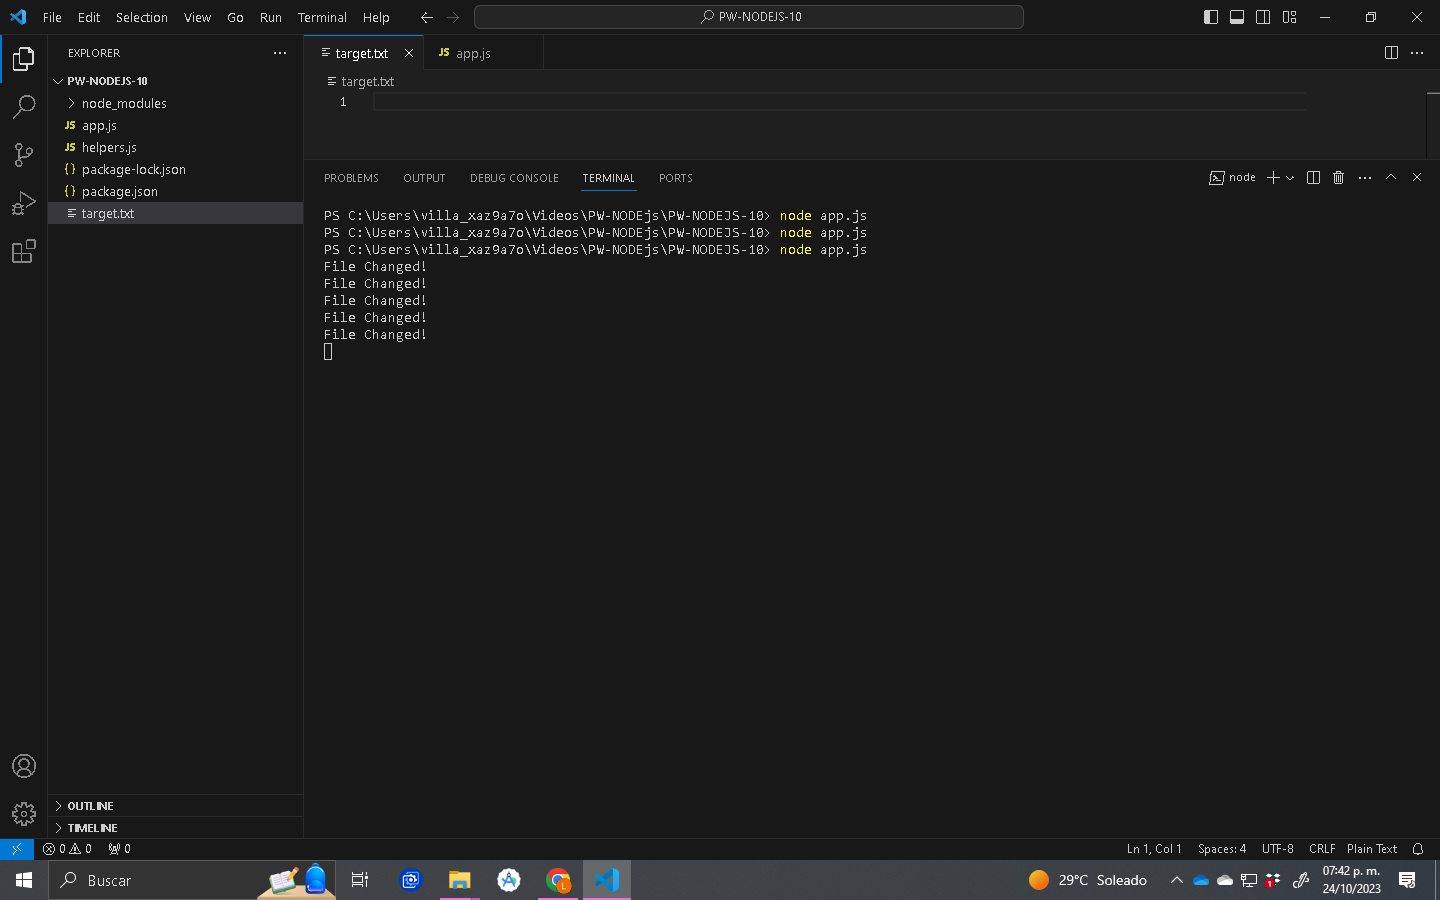 File Edit Selection View Go Run Terminal Help PW-NODEJS-10
EXPLORER
PW-NODEJS-10
node_modules
JS app.js
JS helpers.js
{} package-lock.json
{} package.json
target.txt
OUTLINE
TIMELINE
target.txt JS app.js
target.txt
1
PROBLEMS OUTPUT DEBUG CONSOLE TERMINAL PORTS node
PS C:\Users\villa_xaz9a7o\Videos\PW-NODEjs\PW-NODEJS-10> node app.js
PS C:\Users\villa_xaz9a7o\Videos\PW-NODEjs\PW-NODEJS-10> node app.js
PS C:\Users\villa_xaz9a7o\Videos\PW-NODEjs\PW-NODEJS-10> node app.js
File Changed!
File Changed!
File Changed!
File Changed!
File Changed!
0 0 0 Ln 1, Col 1 Spaces: 4 UTF-8 CRLF Plain Text
Buscar 29°C Soleado 07:42 p. m.
24/10/2023